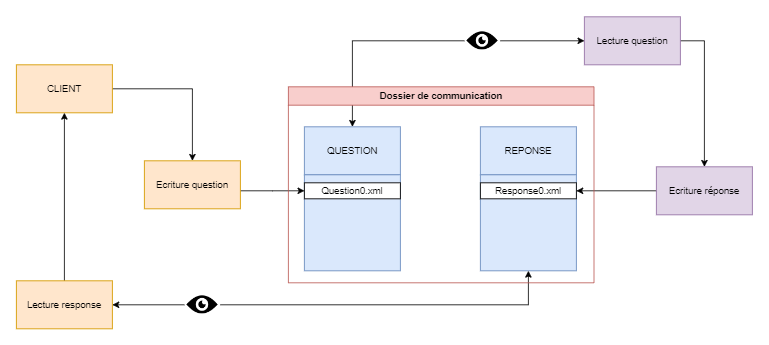 Lecture question
CLIENT
Dossier de communication
QUESTION
REPONSE
Ecriture question
Question0.xml
Response0.xml
Ecriture réponse
Lecture response